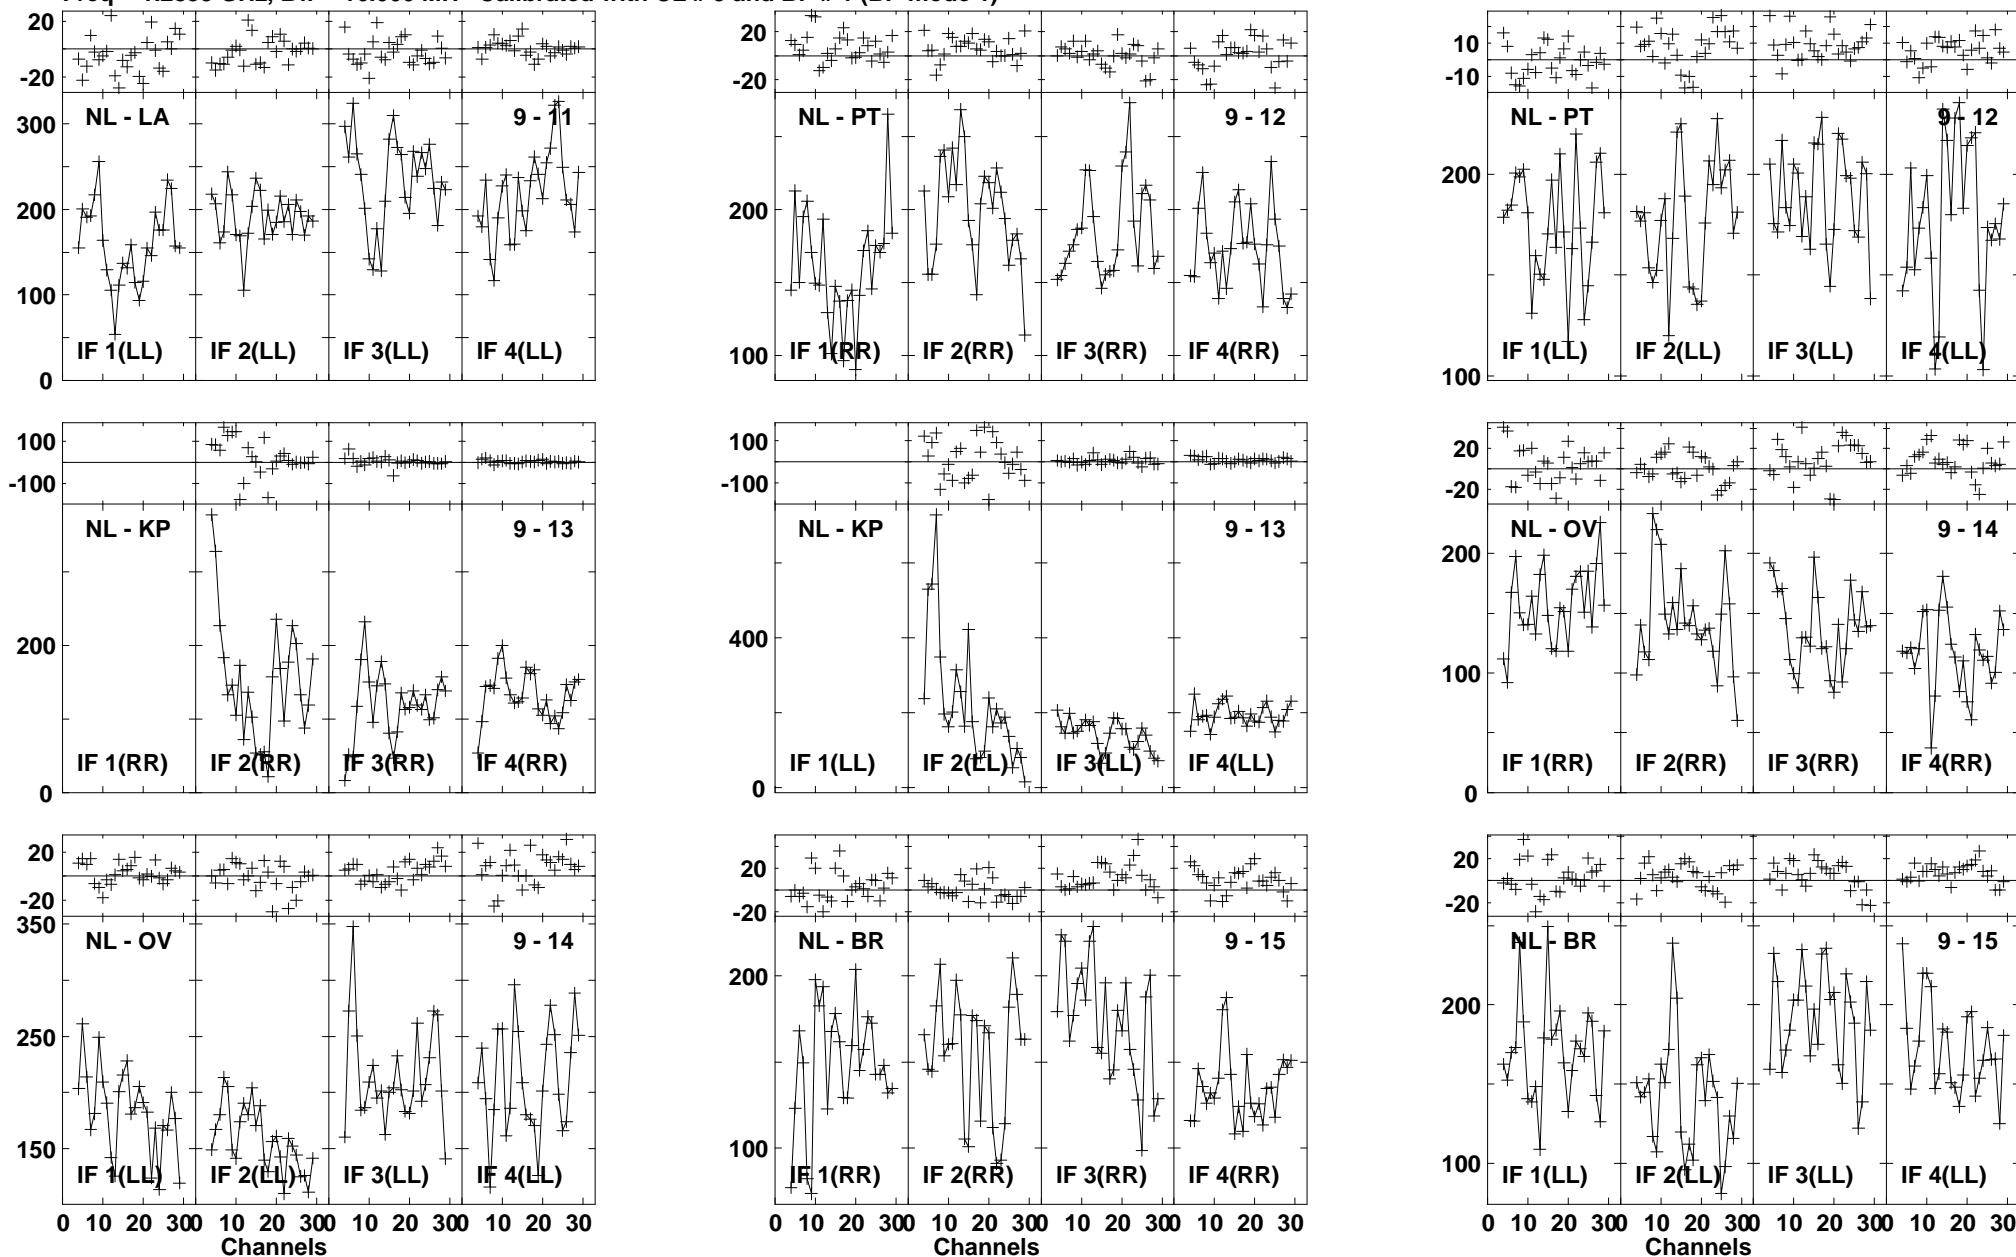 20
-20
300
200
100
0
NL - LA
9 - 11
IF 1(LL)
IF 2(LL)
IF 3(LL)
IF 4(LL)
20
-20
200
100
NL - PT
9 - 12
IF 1(RR)
IF 2(RR)
IF 3(RR)
IF 4(RR)
10
-10
200
100
NL - PT
9 - 12
IF 1(LL)
IF 2(LL)
IF 3(LL)
IF 4(LL)
100
-100
200
0
NL - KP
9 - 13
IF 1(RR)
IF 2(RR)
IF 3(RR)
IF 4(RR)
100
-100
400
0
NL - KP
9 - 13
IF 1(LL)
IF 2(LL)
IF 3(LL)
IF 4(LL)
20
-20
200
100
0
NL - OV
9 - 14
IF 1(RR)
IF 2(RR)
IF 3(RR)
IF 4(RR)
20
-20
350
250
150
NL - OV
9 - 14
IF 1(LL)
IF 2(LL)
IF 3(LL)
IF 4(LL)
0 10 20 30 0 10 20 30 0 10 20 30 0 10 20 30
Channels
20
-20
200
100
NL - BR
9 - 15
IF 1(RR)
IF 2(RR)
IF 3(RR)
IF 4(RR)
0 10 20 30 0 10 20 30 0 10 20 30 0 10 20 30
Channels
20
-20
200
100
NL - BR
9 - 15
IF 1(LL)
IF 2(LL)
IF 3(LL)
IF 4(LL)
0 10 20 30 0 10 20 30 0 10 20 30 0 10 20 30
Channels